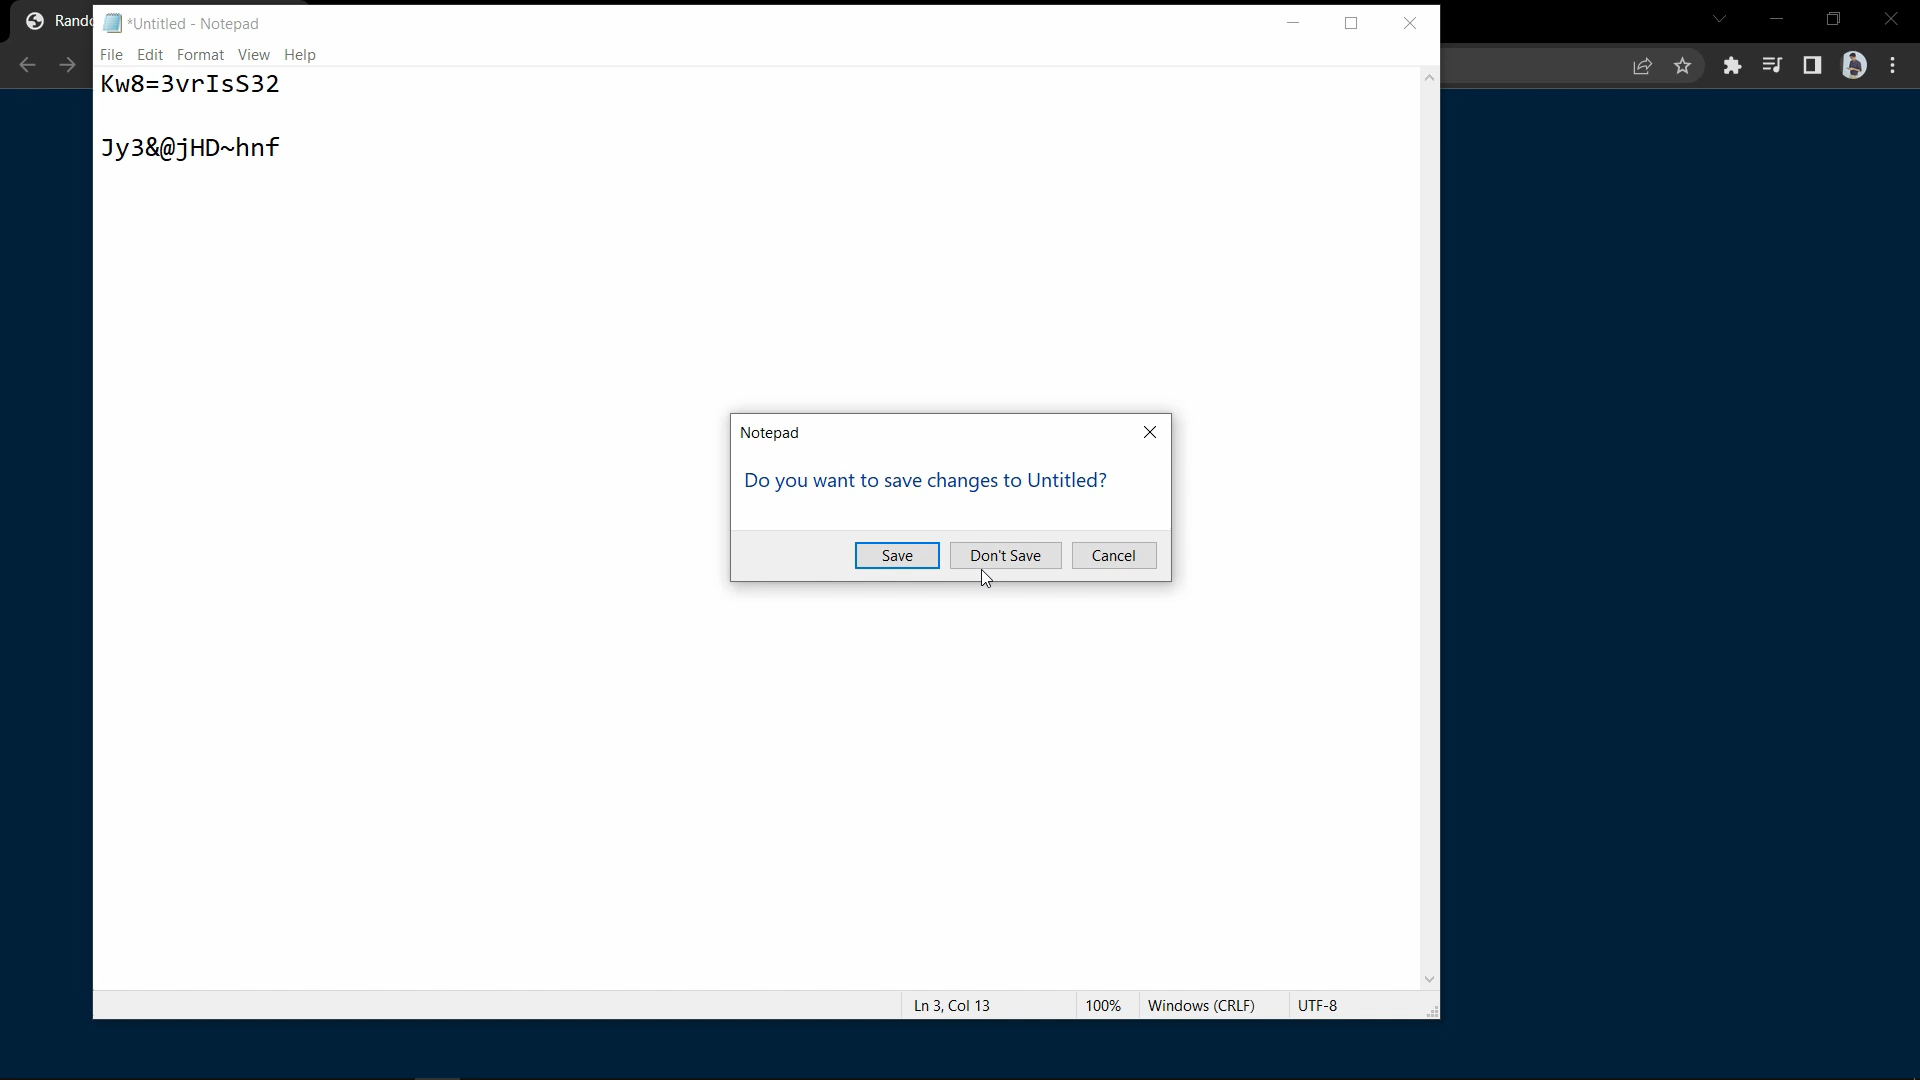 Rando
*Untitled - Notepad
File Edit Format View Help
Kw8=3vrIsS32
Jy3&@jHD~hnf
Notepad
Do you want to save changes to Untitled?
Save Don't Save Cancel
Ln 3, Col 13 100% Windows (CRLF) UTF-8